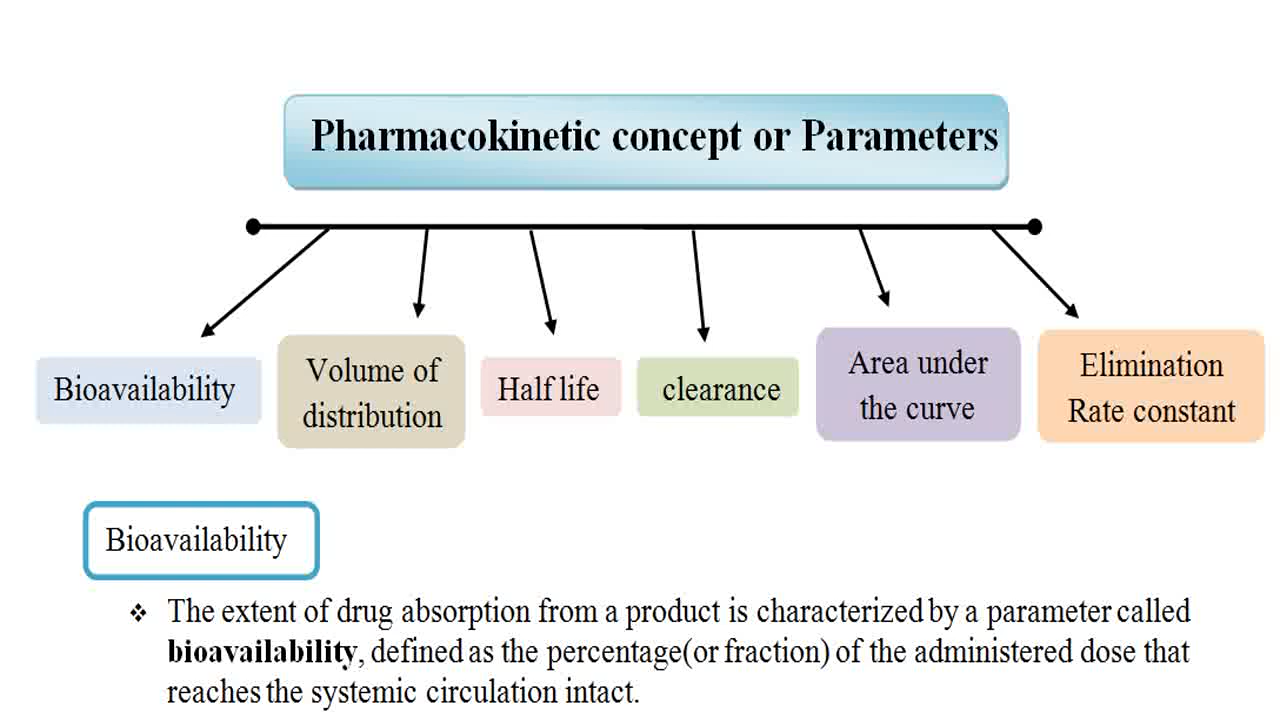 Pharmacokinetic concept or Parameters
Bioavailability
Volume of
distribution
Half life
clearance
Area under
the curve
Elimination
Rate constant
Bioavailability
❖ The extent of drug absorption from a product is characterized by a parameter called
bioavailability, defined as the percentage(or fraction) of the administered dose that
reaches the systemic circulation intact.